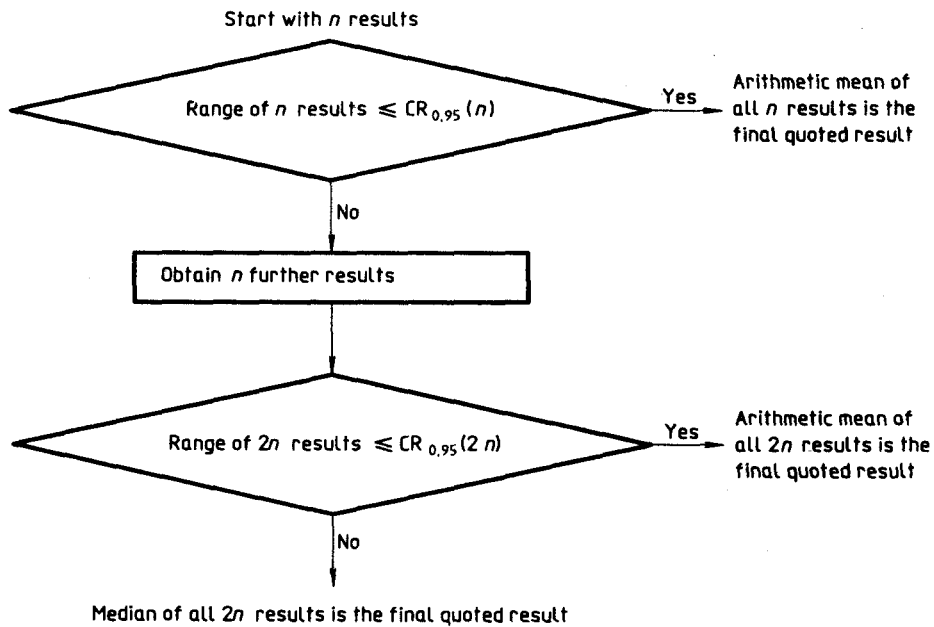 Start with n results
Range of n results ⩽ CR0,95 (n)
Yes
Arithmetic mean of
all n results is the
final quoted result
No
Obtain n further results
Range of 2n results ⩽ CR0,95 (2 n)
Yes
Arithmetic mean of
all 2n results is the
final quoted result
No
Median of all 2n results is the final quoted result